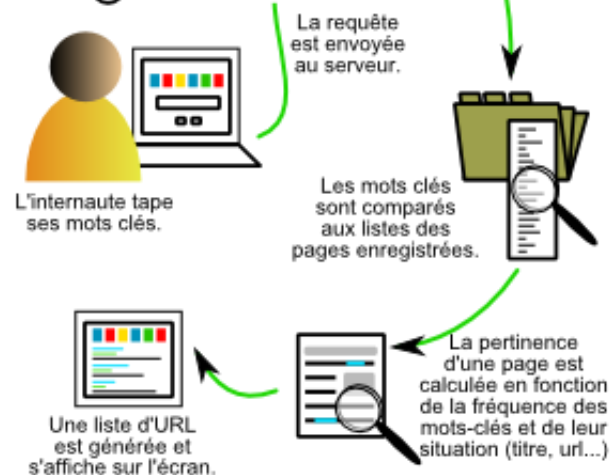 L'internaute tape
ses mots clés.
La requête
est envoyée
au serveur.
Les mots clés
sont comparés
aux listes des
pages enregistrées.
La pertinence
d'une page est
calculée en fonction
de la fréquence des
mots-clés et de leur
situation (titre, url...)
Une liste d'URL
est générée et
s'affiche sur l'écran.